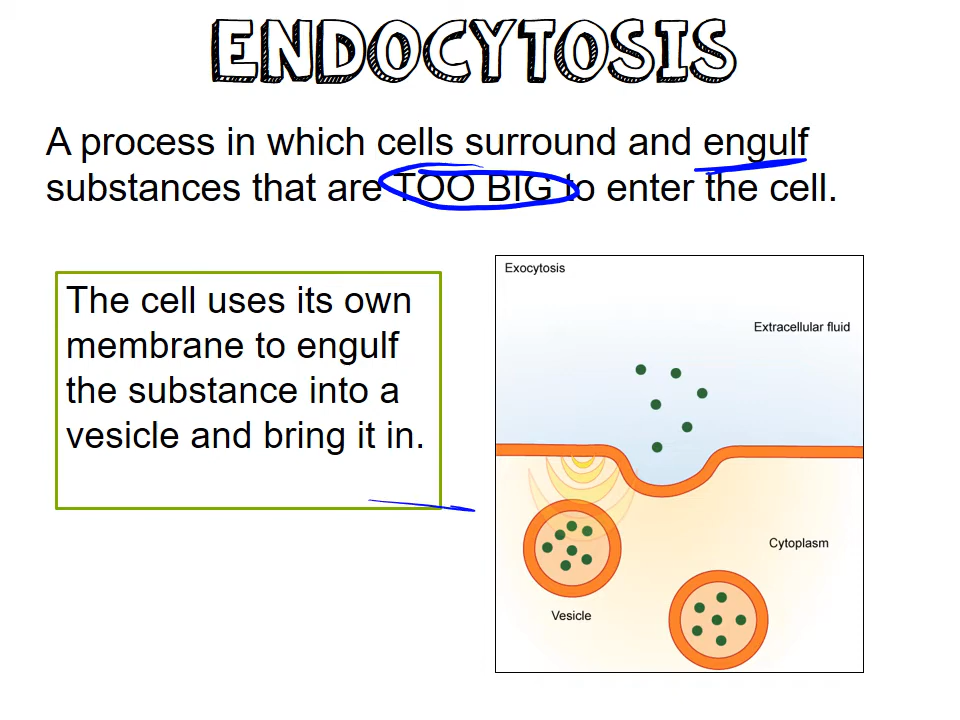 ENDOCYTOSIS
A process in which cells surround and engulf
substances that are TOO BIG to enter the cell.
The cell uses its own
membrane to engulf
the substance into a
vesicle and bring it in.
Exocytosis
Extracellular fluid
Cytoplasm
Vesicle